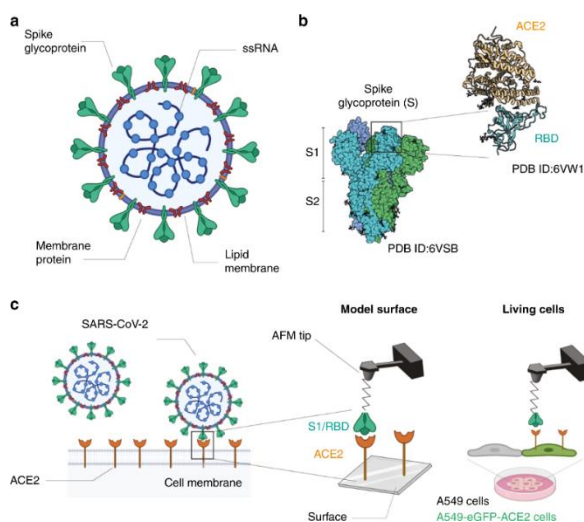 a
Spike
glycoprotein
ssRNA
Membrane
protein
Lipid
membrane
b
ACE2
Spike
glycoprotein (S)
S1
S2
RBD
PDB ID:6VW1
PDB ID:6VSB
c
SARS-CoV-2
ACE2
Cell membrane
Model surface
AFM tip
S1/RBD
ACE2
Surface
Living cells
A549 cells
A549-eGFP-ACE2 cells